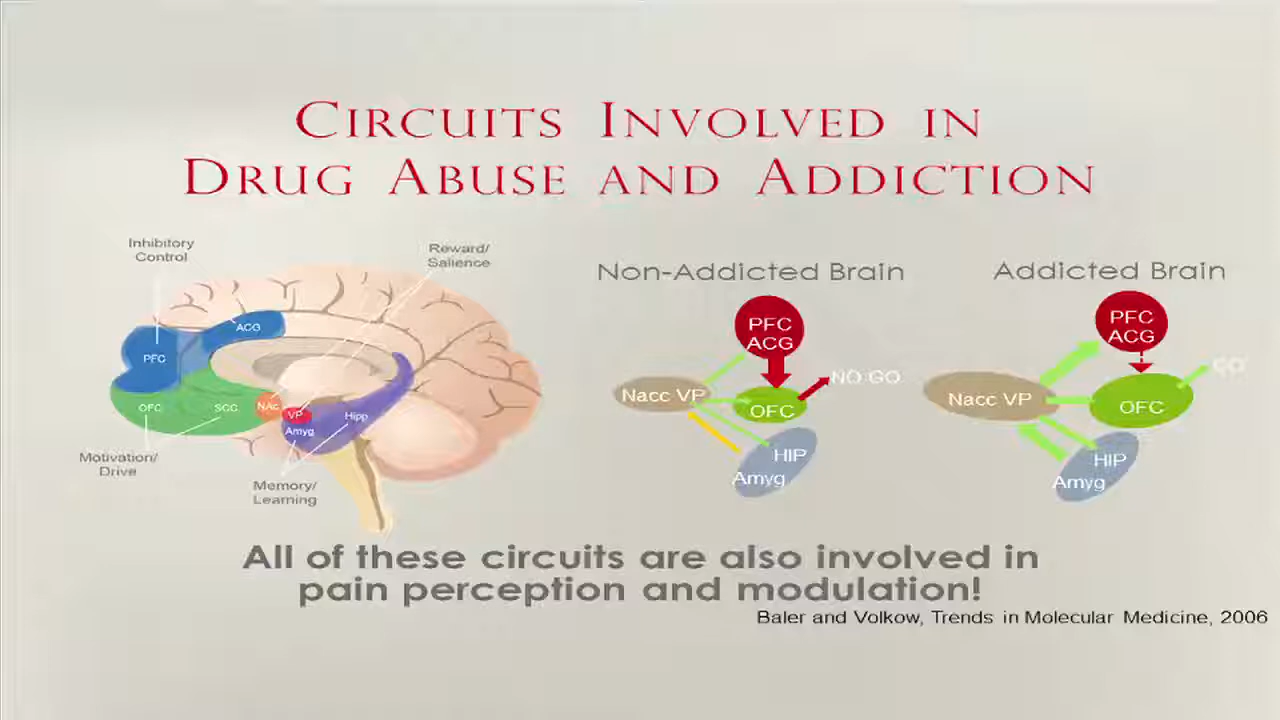 CIRCUITS INVOLVED IN
DRUG ABUSE AND ADDICTION
Inhibitory
Control
Reward/
Salience
ACG
PFC
OFC
SCC
NAc
VP
Hipp
Amyg
Motivation/
Drive
Memory/
Learning
Non-Addicted Brain
PFC
ACG
NO GO
Nacc VP
OFC
HIP
Amyg
Addicted Brain
PFC
ACG
GO
Nacc VP
OFC
HIP
Amyg
All of these circuits are also involved in
pain perception and modulation!
Baler and Volkow, Trends in Molecular Medicine, 2006